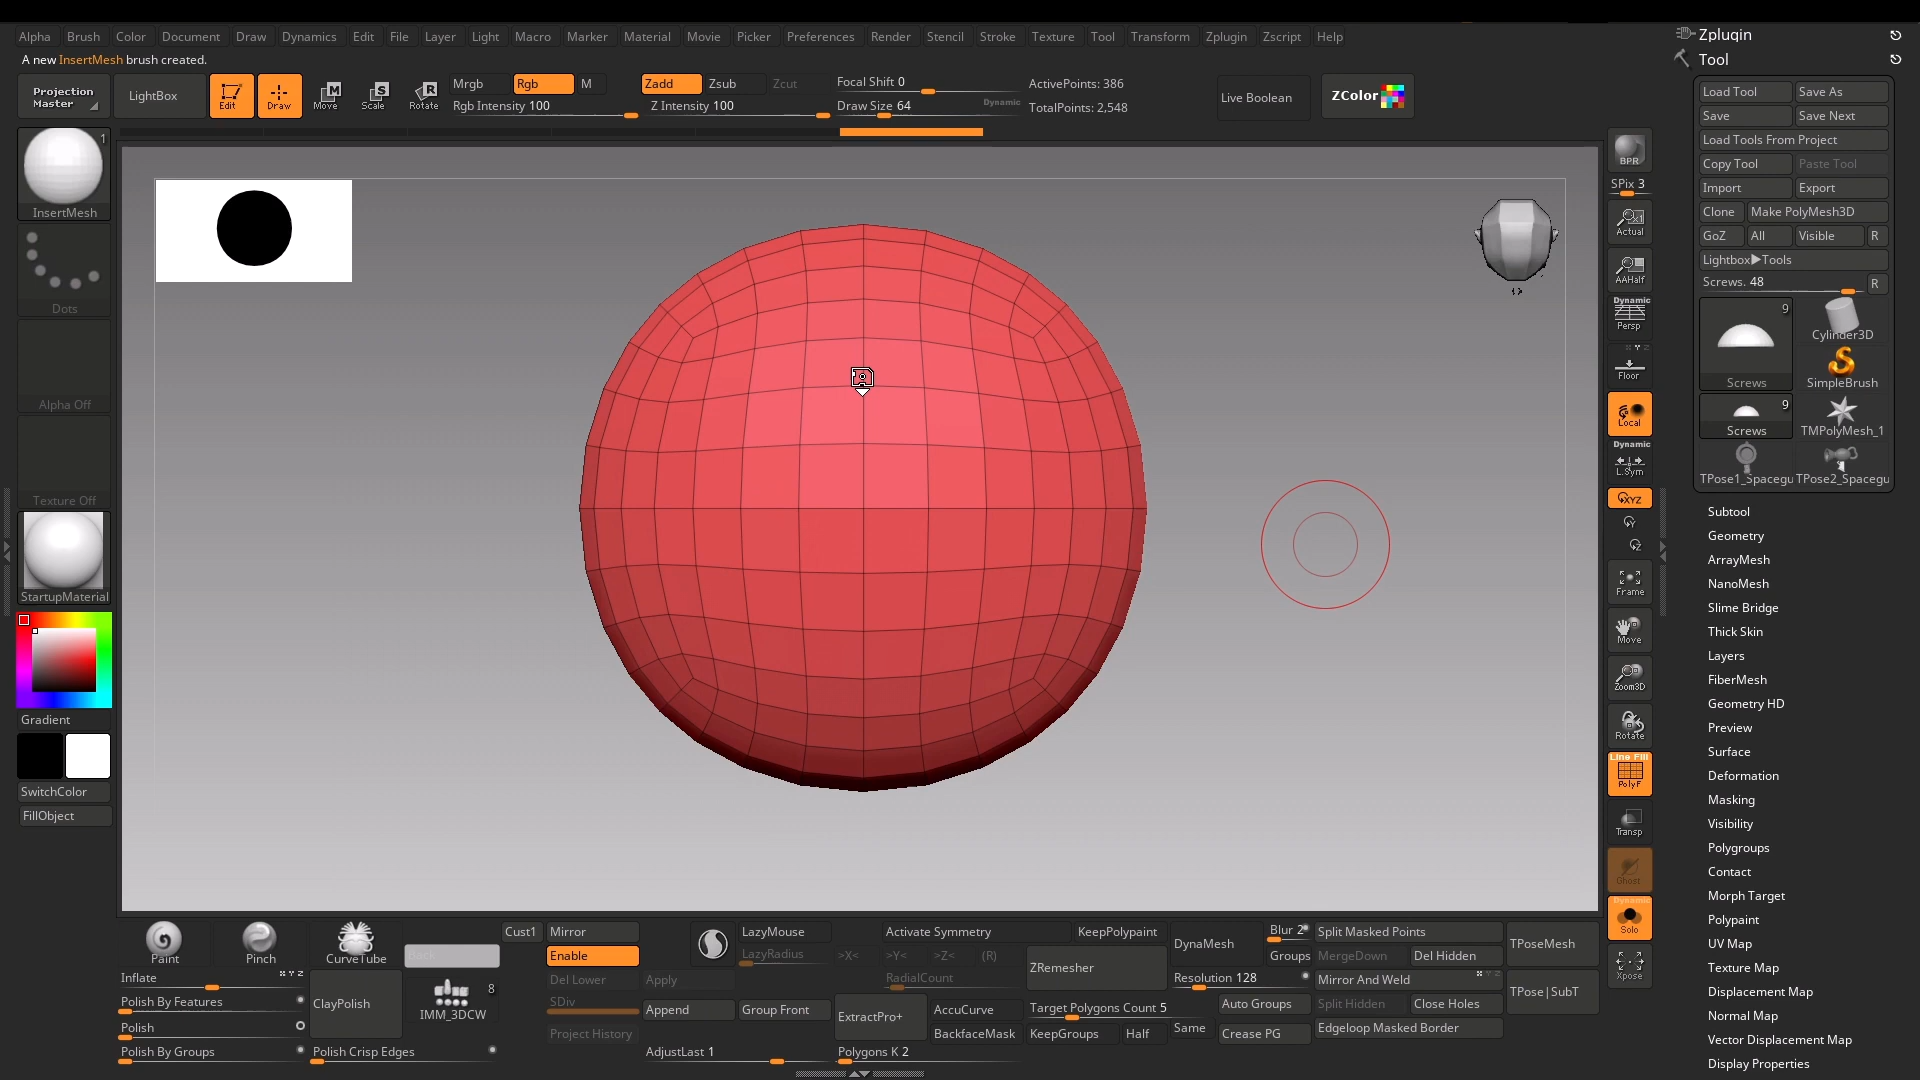 Alpha Brush Color Document Draw Dynamics Edit File Layer Light Macro Marker Material Movie Picker Preferences Render Stencil Stroke Texture Tool Transform Zplugin Zscript Help
A new InsertMesh brush created.
Projection Master
LightBox
Edit
Draw
Move
Scale
Rotate
Mrgb Rgb M
Rgb Intensity 100
Zadd Zsub Zcut
Z Intensity 100
Focal Shift 0
Draw Size 64 Dynamic
ActivePoints: 386
TotalPoints: 2,548
Live Boolean
ZColor
1
InsertMesh
Dots
Alpha Off
Texture Off
StartupMaterial
Gradient
SwitchColor
FillObject
BPR
SPix 3
Actual
AAHalf
Dynamic
Persp
Floor
Local
Dynamic
L.Sym
XYZ
Y
Z
Frame
Move
Zoom3D
Rotate
Line Fill
PolyF
Transp
Ghost
Dynamic
Solo
Xpose
Zplugin
Tool
Load Tool Save As
Save Save Next
Load Tools From Project
Copy Tool Paste Tool
Import Export
Clone Make PolyMesh3D
GoZ All Visible R
Lightbox▶Tools
Screws. 48 R
9
Screws
Cylinder3D
SimpleBrush
9
Screws
TMPolyMesh_1
TPose1_Spacegu TPose2_Spacegu
Subtool
Geometry
ArrayMesh
NanoMesh
Slime Bridge
Thick Skin
Layers
FiberMesh
Geometry HD
Preview
Surface
Deformation
Masking
Visibility
Polygroups
Contact
Morph Target
Polypaint
UV Map
Texture Map
Displacement Map
Normal Map
Vector Displacement Map
Display Properties
Paint
Pinch
CurveTube
Back
Cust1
Mirror
Enable
Del Lower
SDiv
Project History
Inflate
Polish By Features
Polish
Polish By Groups
ClayPolish
8
IMM_3DCW
Polish Crisp Edges
LazyMouse
LazyRadius
Apply
Append
Group Front
AdjustLast 1
Activate Symmetry
>X< >Y< >Z< (R)
RadialCount
ExtractPro+
AccuCurve
BackfaceMask
Polygons K 2
KeepPolypaint
ZRemesher
Target Polygons Count 5
KeepGroups Half Same
DynaMesh
Blur 2
Groups
Resolution 128
Auto Groups
Crease PG
Split Masked Points
MergeDown Del Hidden
Mirror And Weld
Split Hidden Close Holes
Edgeloop Masked Border
TPoseMesh
TPose|SubT